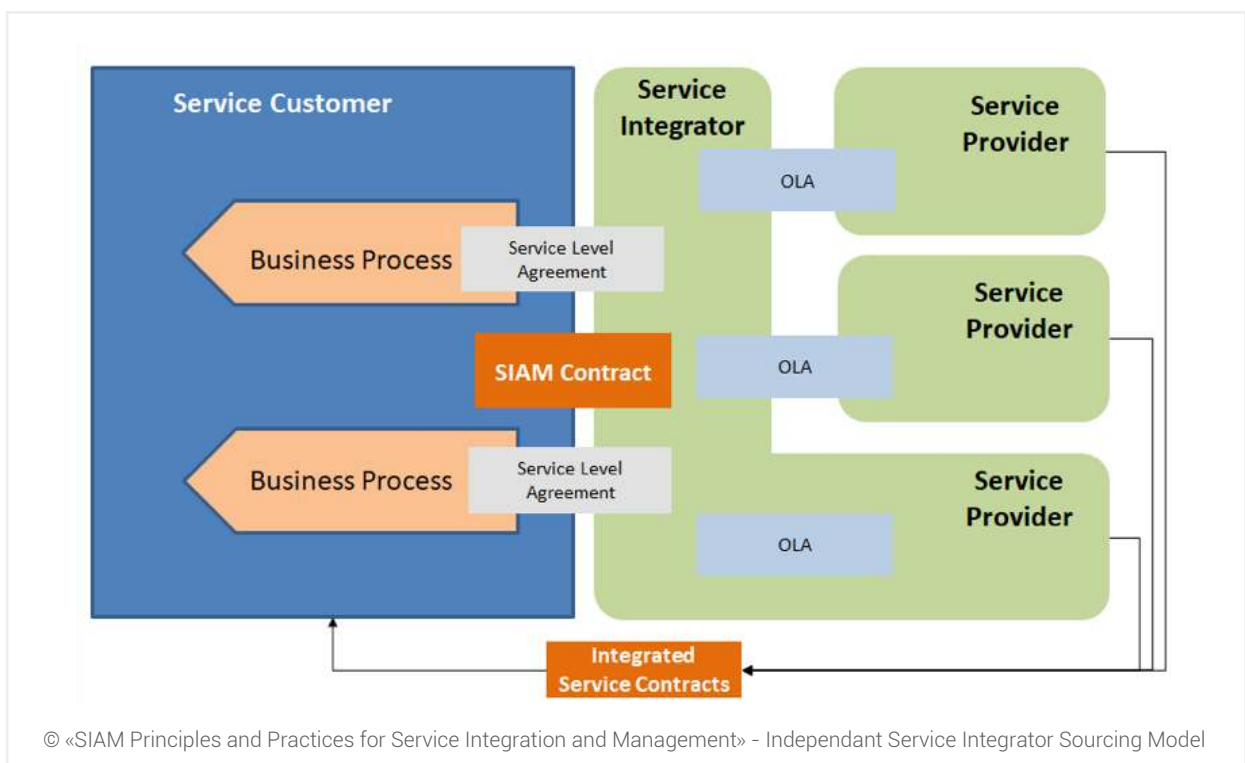 Service Customer
Service
Integrator
Service
Provider
OLA
Business Process
Service Level
Agreement
Service
Provider
SIAM Contract
OLA
Business Process
Service Level
Agreement
Service
Provider
OLA
Integrated
Service Contracts
© «SIAM Principles and Practices for Service Integration and Management» - Independant Service Integrator Sourcing Model